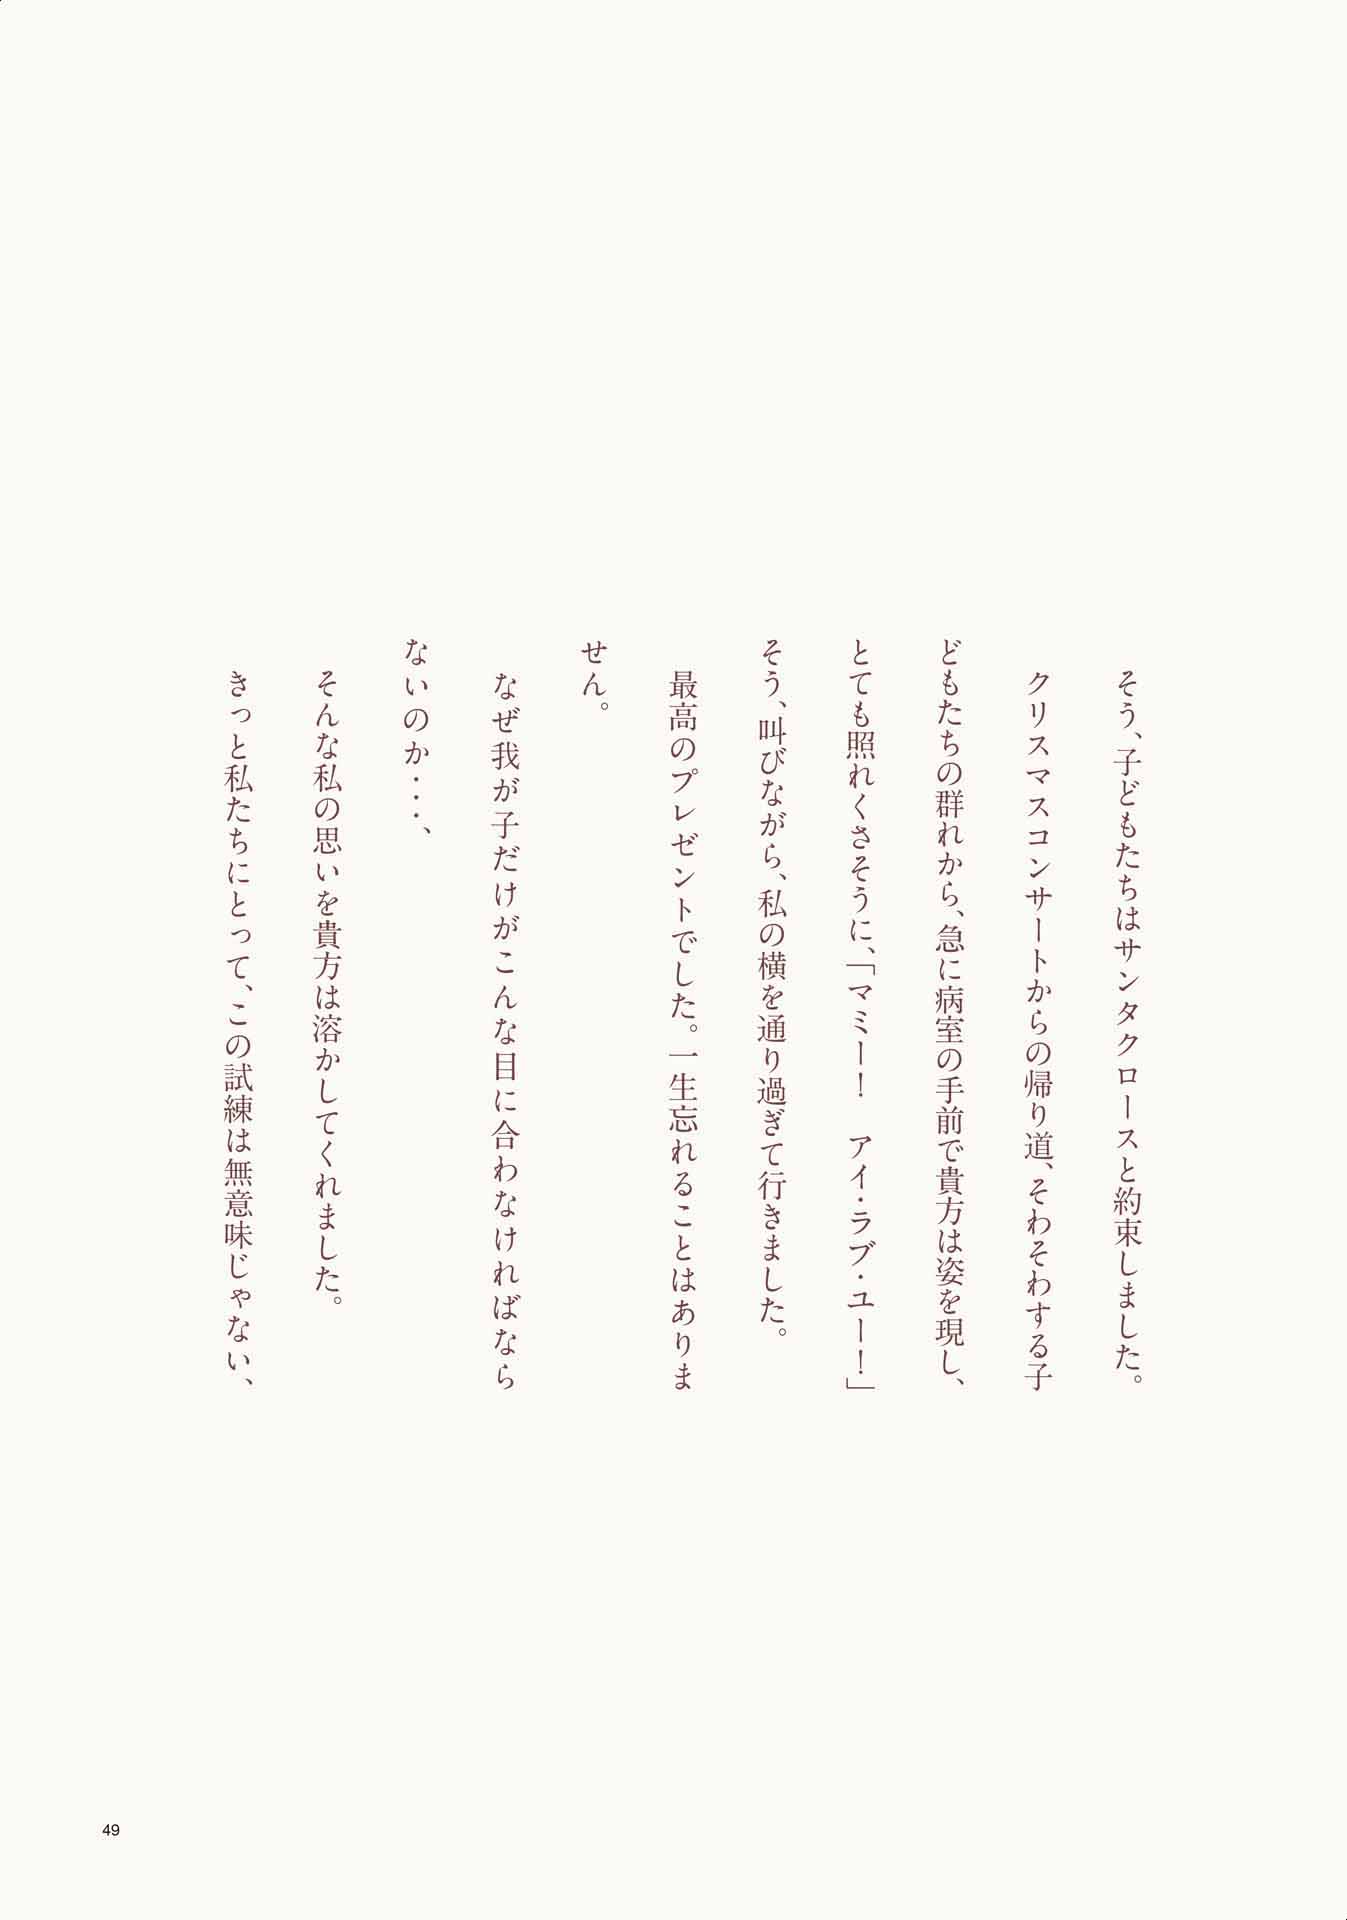 そう、子どもたちはサンタクロースと約束しました。
　クリスマスコンサートからの帰り道、そわそわする子
どもたちの群れから、急に病室の手前で貴方は姿を現し、
とても照れくさそうに、「マミー！　アイ・ラブ・ユー！」
そう、叫びながら、私の横を通り過ぎて行きました。
　最高のプレゼントでした。一生忘れることはありま
せん。
　なぜ我が子だけがこんな目に合わなければなら
ないのか・・・、
　そんな私の思いを貴方は溶かしてくれました。
　きっと私たちにとって、この試練は無意味じゃない、
49